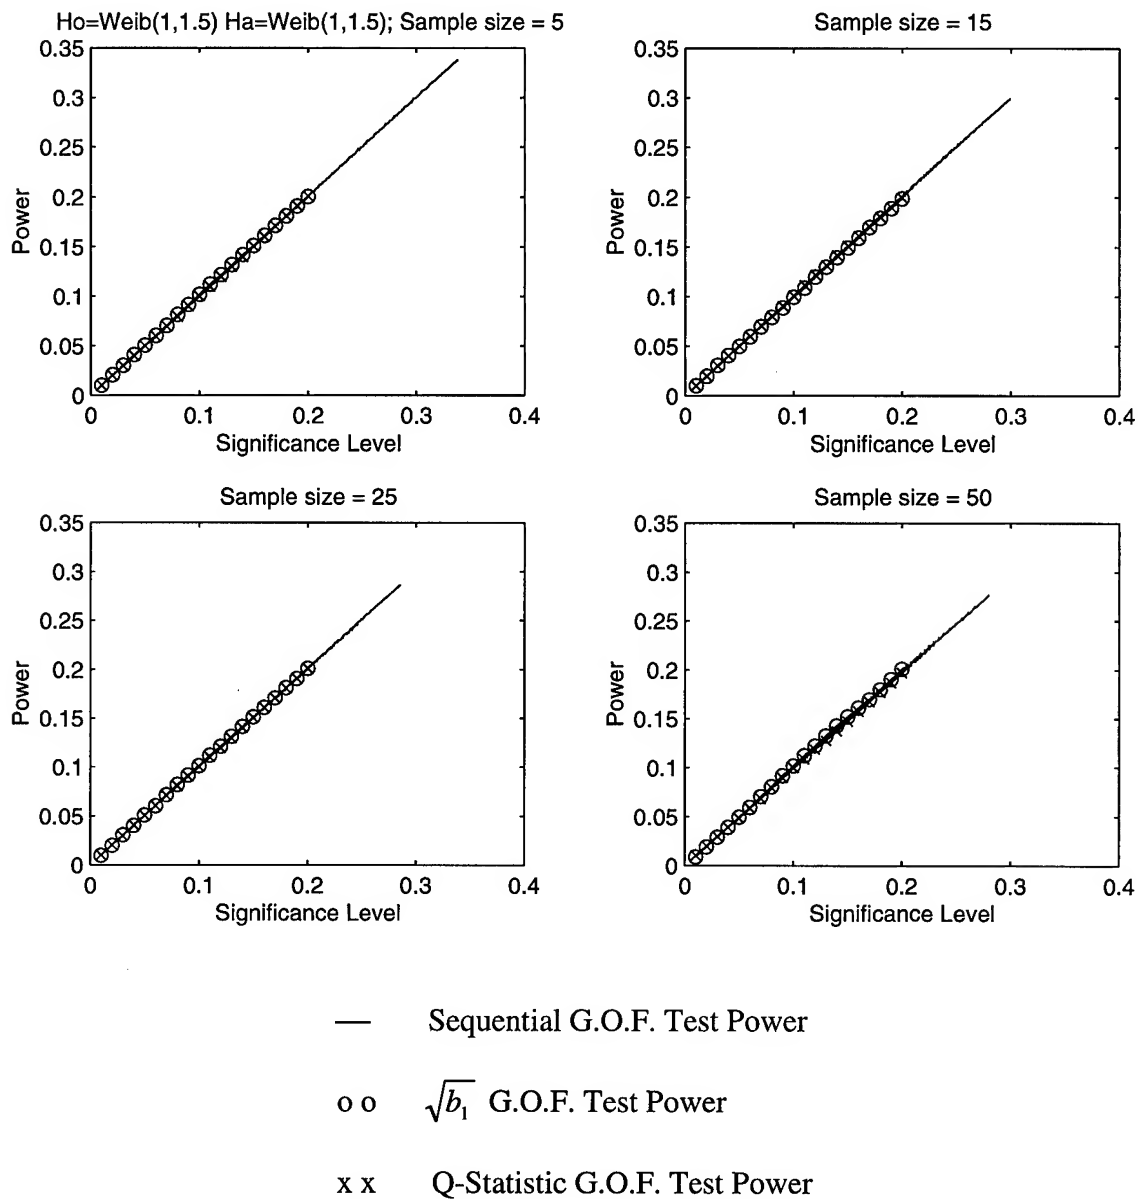 Ho=Weib(1,1.5) Ha=Weib(1,1.5); Sample size = 5
0.35
0.3
0.25
0.2
0.15
0.1
0.05
0
Power
0 0.1 0.2 0.3 0.4
Significance Level
Sample size = 15
0.35
0.3
0.25
0.2
0.15
0.1
0.05
0
Power
0 0.1 0.2 0.3 0.4
Significance Level
Sample size = 25
0.35
0.3
0.25
0.2
0.15
0.1
0.05
0
Power
0 0.1 0.2 0.3 0.4
Significance Level
Sample size = 50
0.35
0.3
0.25
0.2
0.15
0.1
0.05
0
Power
0 0.1 0.2 0.3 0.4
Significance Level
— Sequential G.O.F. Test Power
o o √b₁ G.O.F. Test Power
x x Q-Statistic G.O.F. Test Power